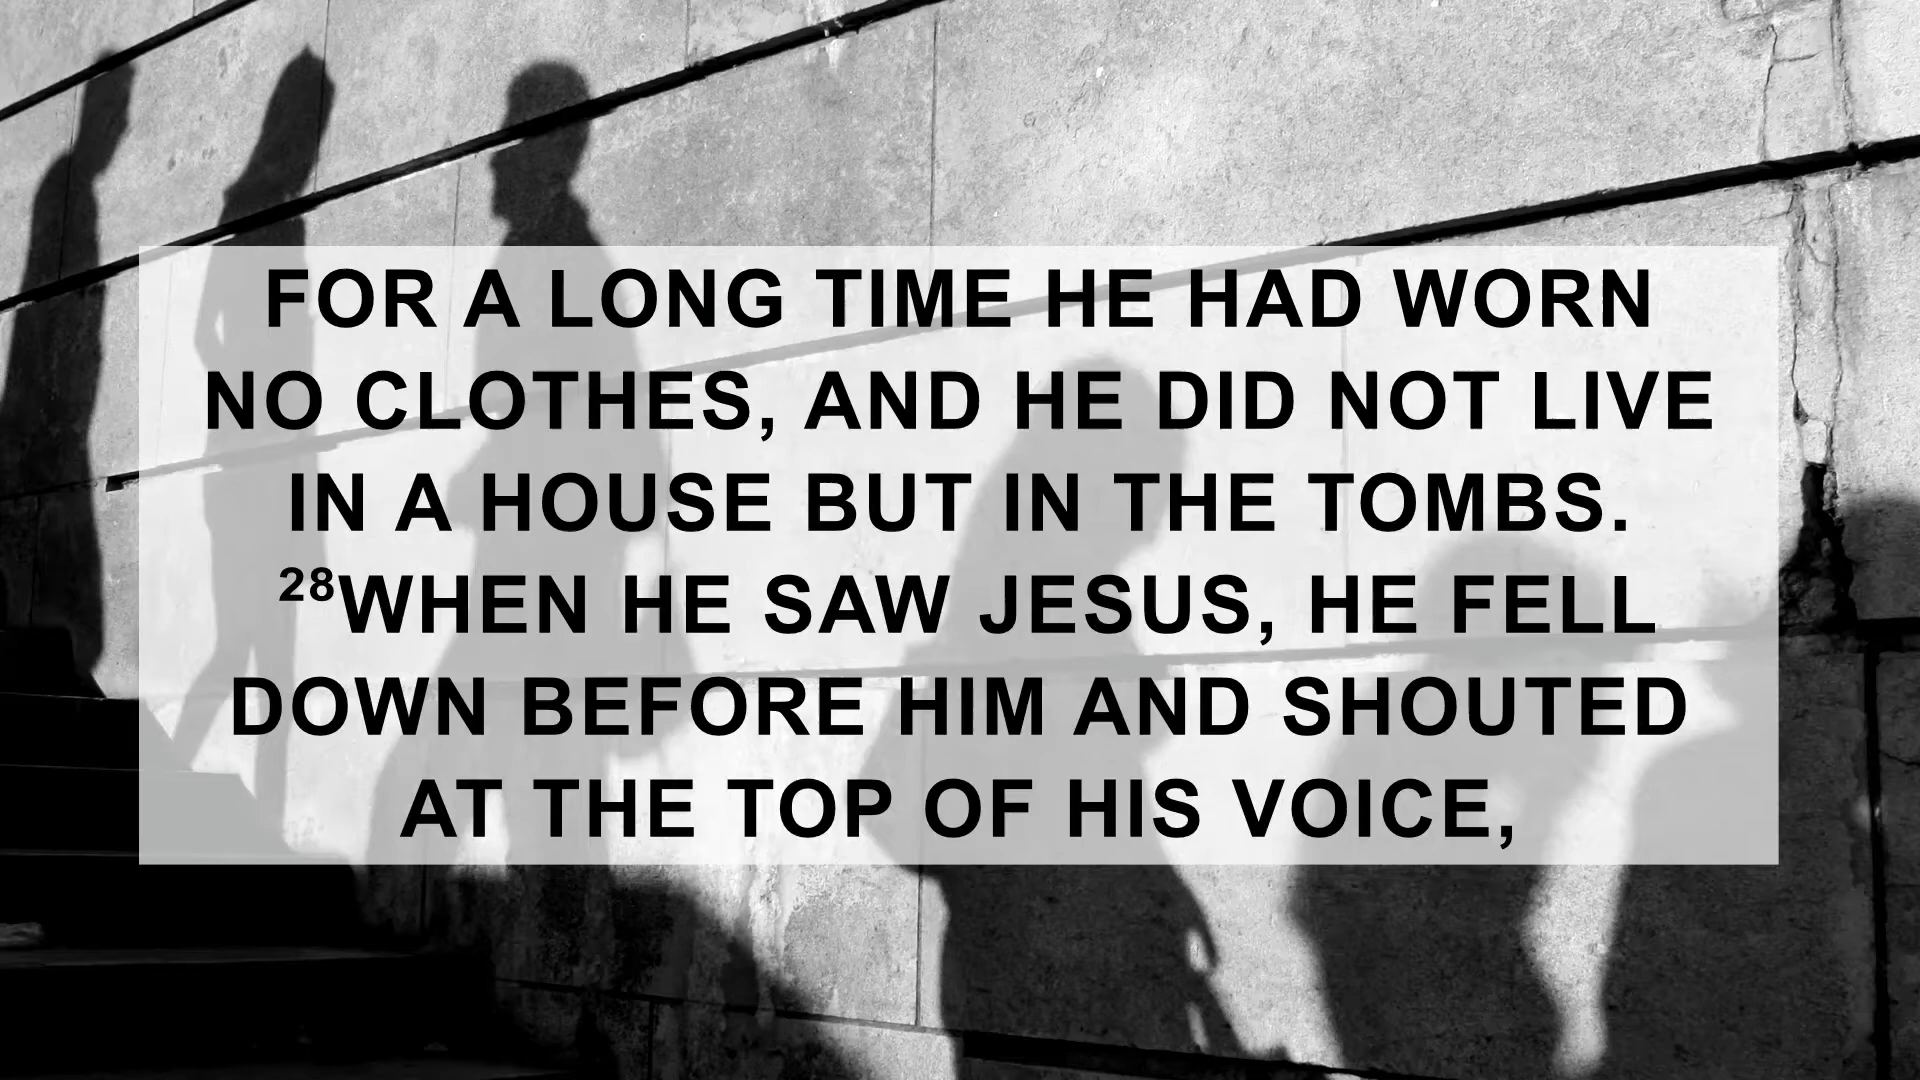 FOR A LONG TIME HE HAD WORN
NO CLOTHES, AND HE DID NOT LIVE
IN A HOUSE BUT IN THE TOMBS.
²⁸WHEN HE SAW JESUS, HE FELL
DOWN BEFORE HIM AND SHOUTED
AT THE TOP OF HIS VOICE,